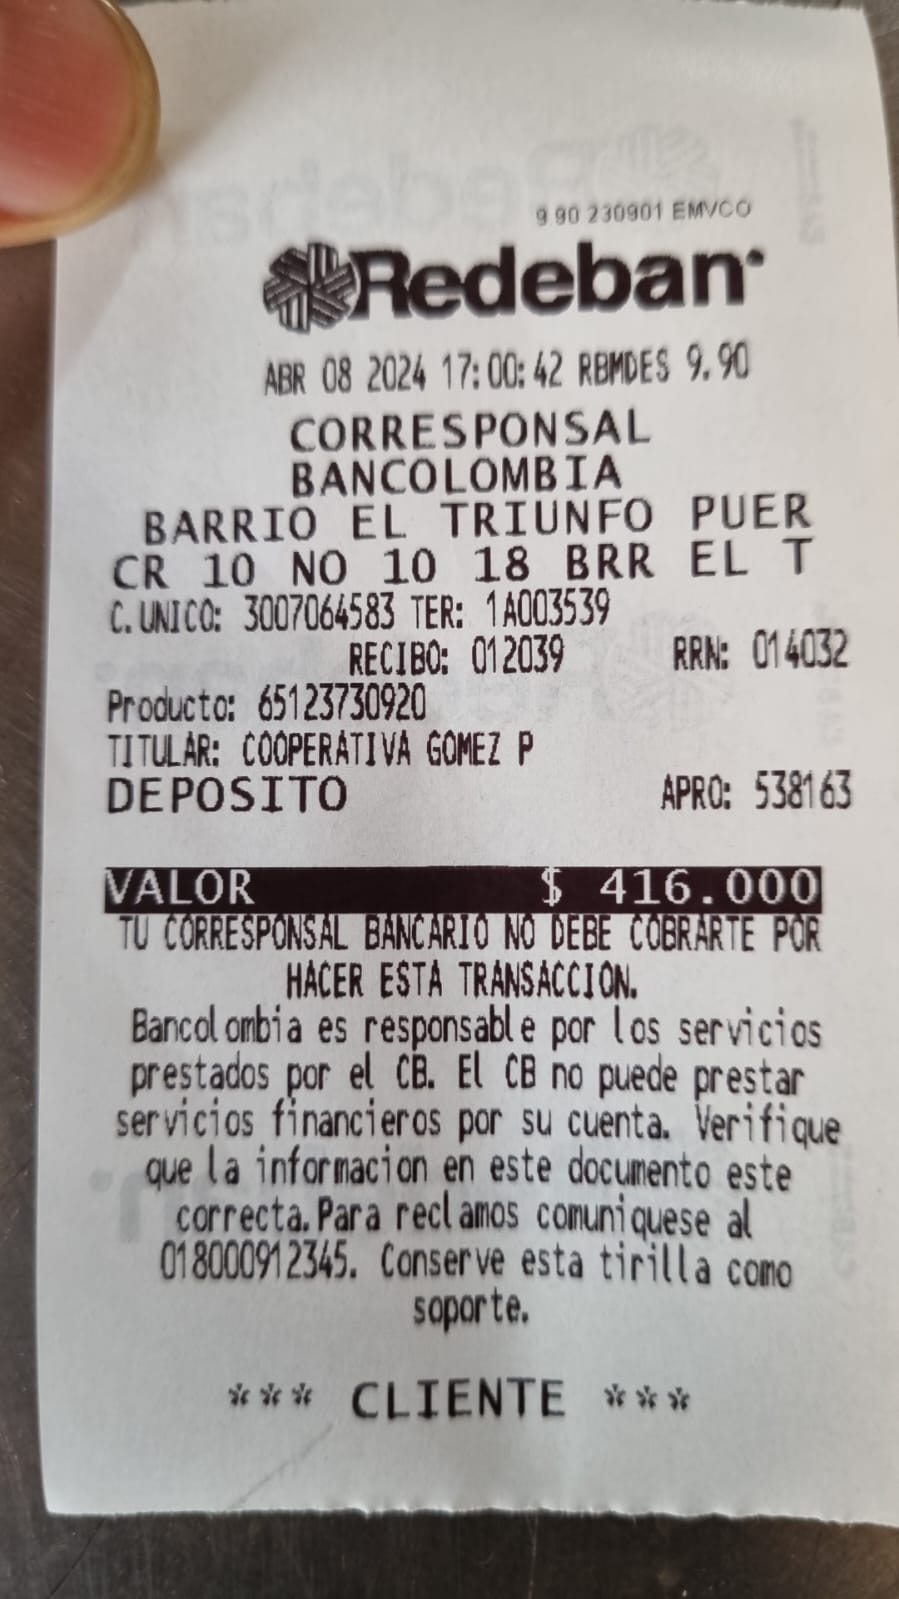 9 90 230901 EMVCO
Redeban
ABR 08 2024 17:00:42 RBMDES 9.90
CORRESPONSAL
BANCOLOMBIA
BARRIO EL TRIUNFO PUER
CR 10 NO 10 18 BRR EL T
C.UNICO: 3007064583 TER: 1A003539
RECIBO: 012039 RRN: 014032
Producto: 65123730920
TITULAR: COOPERATIVA GOMEZ P
DEPOSITO APRO: 538163
VALOR $ 416.000
TU CORRESPONSAL BANCARIO NO DEBE COBRARTE POR
HACER ESTA TRANSACCION.
Bancolombia es responsable por los servicios
prestados por el CB. El CB no puede prestar
servicios financieros por su cuenta. Verifique
que la informacion en este documento este
correcta.Para reclamos comuniquese al
018000912345. Conserve esta tirilla como
soporte.
*** CLIENTE ***